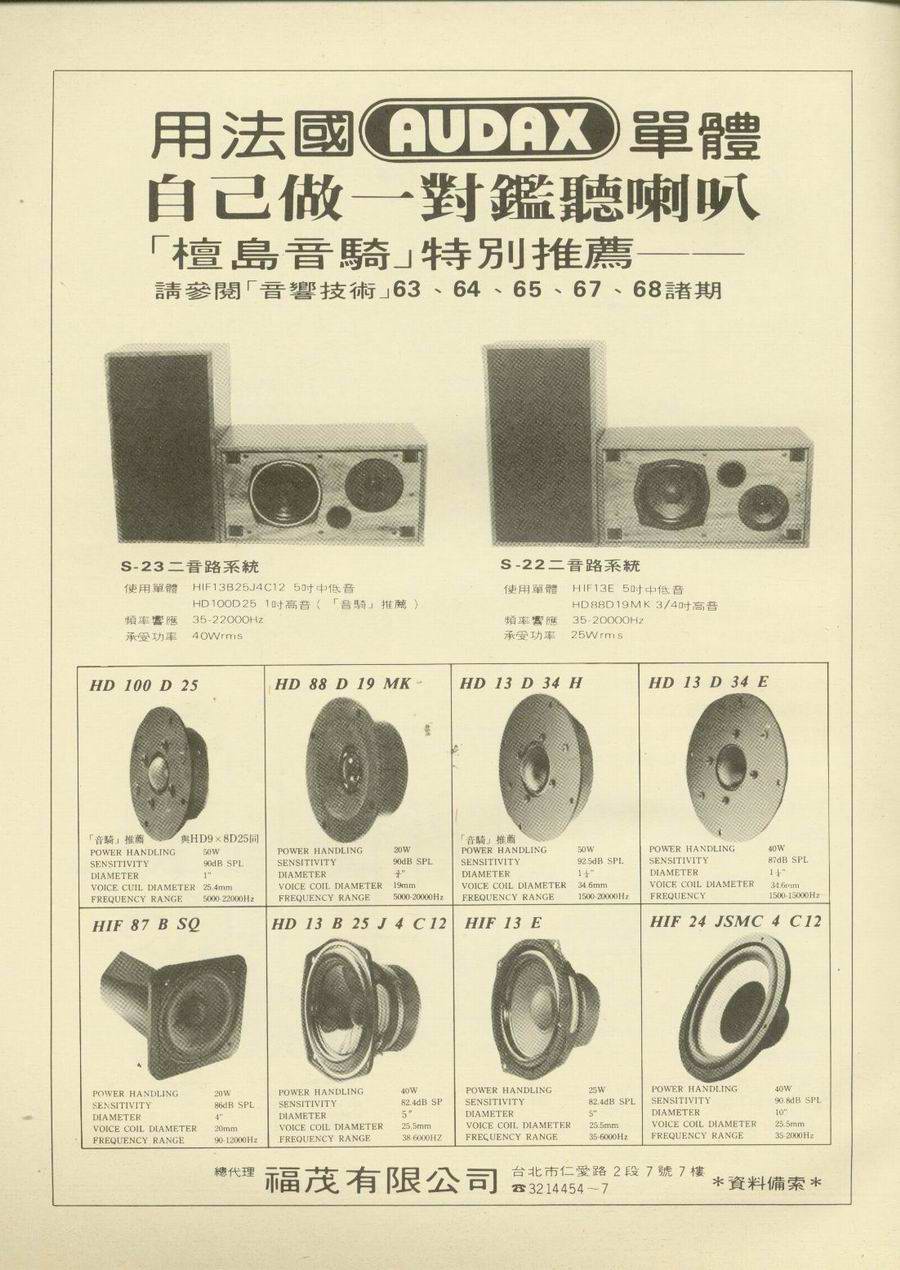 用法國 AUDAX 單體
自己做一對鑑聽喇叭
「檀島音騎」特別推薦——
請參閱「音響技術」63、64、65、67、68諸期
S-23二音路系統
使用單體 HIF13B25J4C12 5吋中低音
HD100D25 1吋高音(「音騎」推薦)
頻率響應 35-22000Hz
承受功率 40Wrms
S-22二音路系統
使用單體 HIF13E 5吋中低音
HD88D19MK 3/4吋高音
頻率響應 35-20000Hz
承受功率 25Wrms
HD 100 D 25
「音騎」推薦 與HD9×8D25同
POWER HANDLING 50W
SENSITIVITY 90dB SPL
DIAMETER 1"
VOICE CUIL DIAMETER 25.4mm
FREQUENCY RANGE 5000-22000Hz
HD 88 D 19 MK
POWER HANDLING 20W
SENSITIVITY 90dB SPL
DIAMETER ¾"
VOICE COIL DIAMETER 19mm
FREQUENCY RANGE 5000-20000Hz
HD 13 D 34 H
「音騎」推薦
POWER HANDLING 50W
SENSITIVITY 92.5dB SPL
DIAMETER 1½"
VOICE COIL DIAMETER 34.6mm
FREQUENCY RANGE 1500-20000Hz
HD 13 D 34 E
POWER HANDLING 40W
SENSITIVITY 87dB SPL
DIAMETER 1½"
VOICE COIL DIAMETER 34.6mm
FREQUENCY 1500-15000Hz
HIF 87 B SQ
POWER HANDLING 20W
SENSITIVITY 86dB SPL
DIAMETER 4"
VOICE COIL DIAMETER 20mm
FREQUENCY RANGE 90-12000Hz
HD 13 B 25 J 4 C 12
POWER HANDLING 40W
SENSITIVITY 82.4dB SP
DIAMETER 5"
VOICE COIL DIAMETER 25.5mm
FREQUENCY RANGE 38-6000HZ
HIF 13 E
POWER HANDLING 25W
SENSITIVITY 82.4dB SPL
DIAMETER 5"
VOICE COIL DIAMETER 25.5mm
FREQUENCY RANGE 35-6000Hz
HIF 24 JSMC 4 C12
POWER HANDLING 40W
SENSITIVITY 90.8dB SPL
DIAMETER 10"
VOICE COIL DIAMETER 25.5mm
FREQUENCY RANGE 35-2000Hz
總代理 福茂有限公司
台北市仁愛路2段7號7樓
☎3214454~7
＊資料備索＊